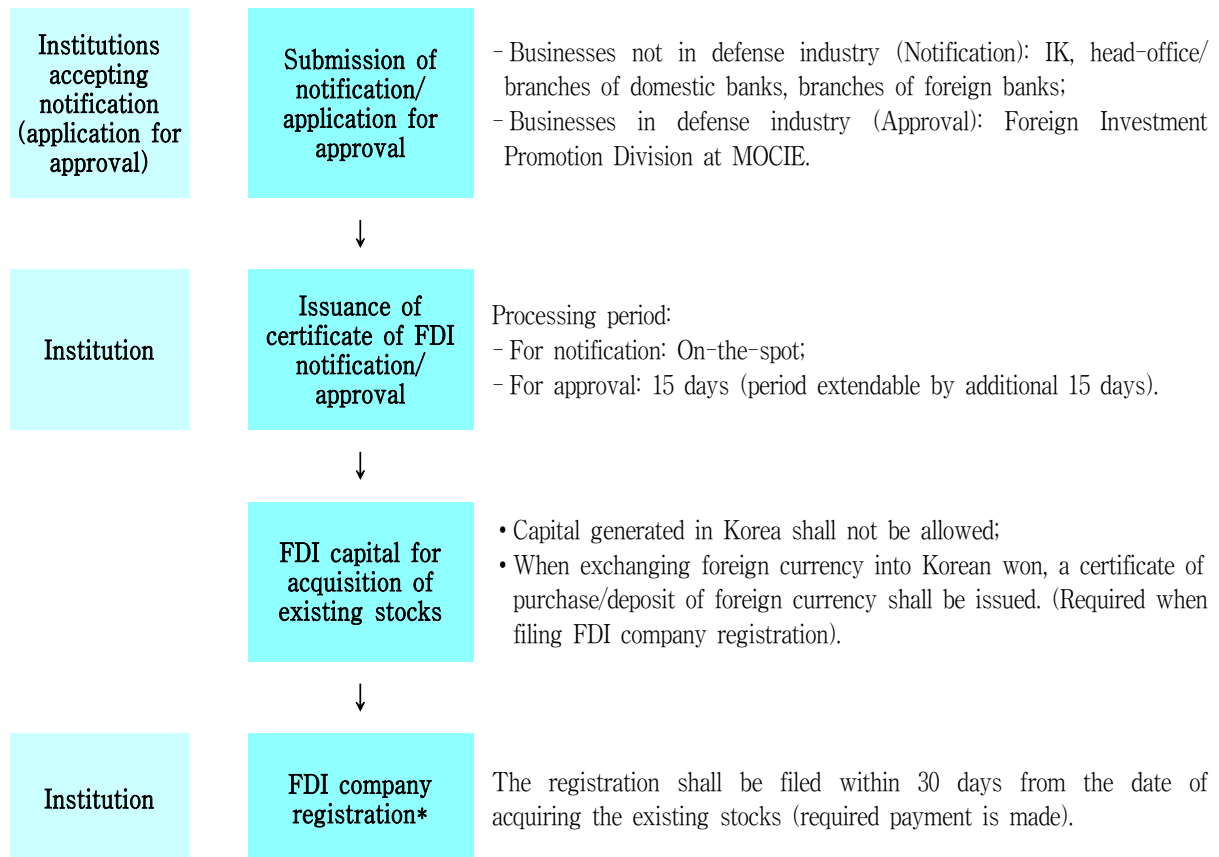 Institutions
accepting
notification
(application for
approval)
Submission of
notification/
application for
approval
- Businesses not in defense industry (Notification): IK, head-office/
branches of domestic banks, branches of foreign banks;
- Businesses in defense industry (Approval): Foreign Investment
Promotion Division at MOCIE.
↓
Institution
Issuance of
certificate of FDI
notification/
approval
Processing period:
- For notification: On-the-spot;
- For approval: 15 days (period extendable by additional 15 days).
↓
FDI capital for
acquisition of
existing stocks
• Capital generated in Korea shall not be allowed;
• When exchanging foreign currency into Korean won, a certificate of
purchase/deposit of foreign currency shall be issued. (Required when
filing FDI company registration).
↓
Institution
FDI company
registration*
The registration shall be filed within 30 days from the date of
acquiring the existing stocks (required payment is made).